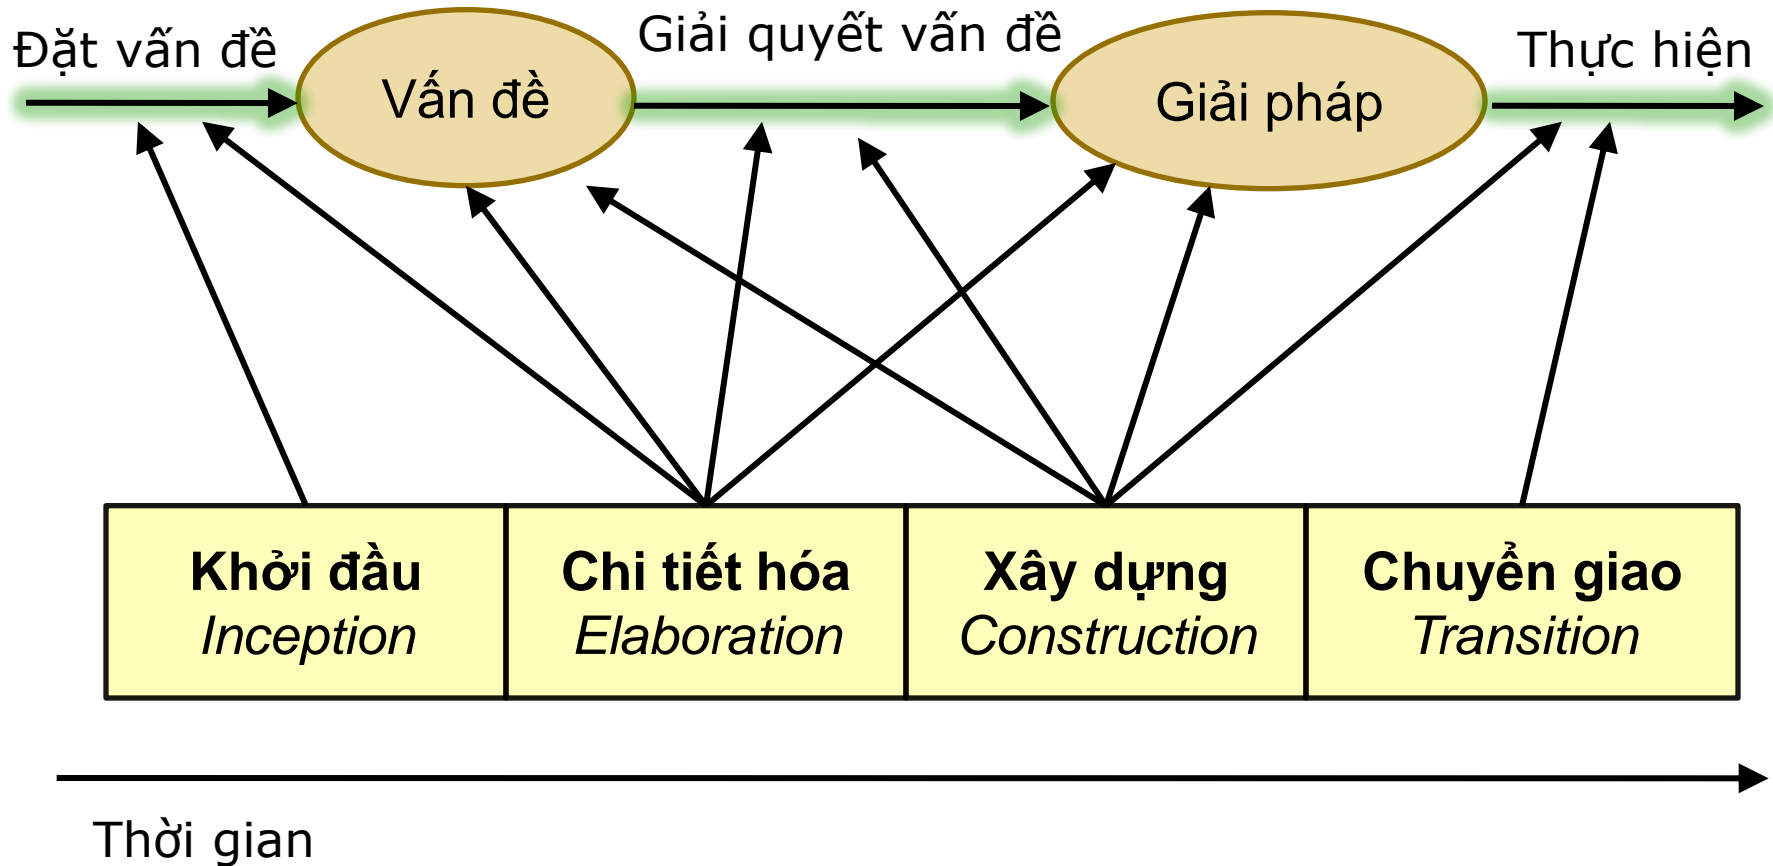 Đặt vấn đề
Vấn đề
Giải quyết vấn đề
Giải pháp
Thực hiện
Khởi đầu
Inception
Chi tiết hóa
Elaboration
Xây dựng
Construction
Chuyển giao
Transition
Thời gian